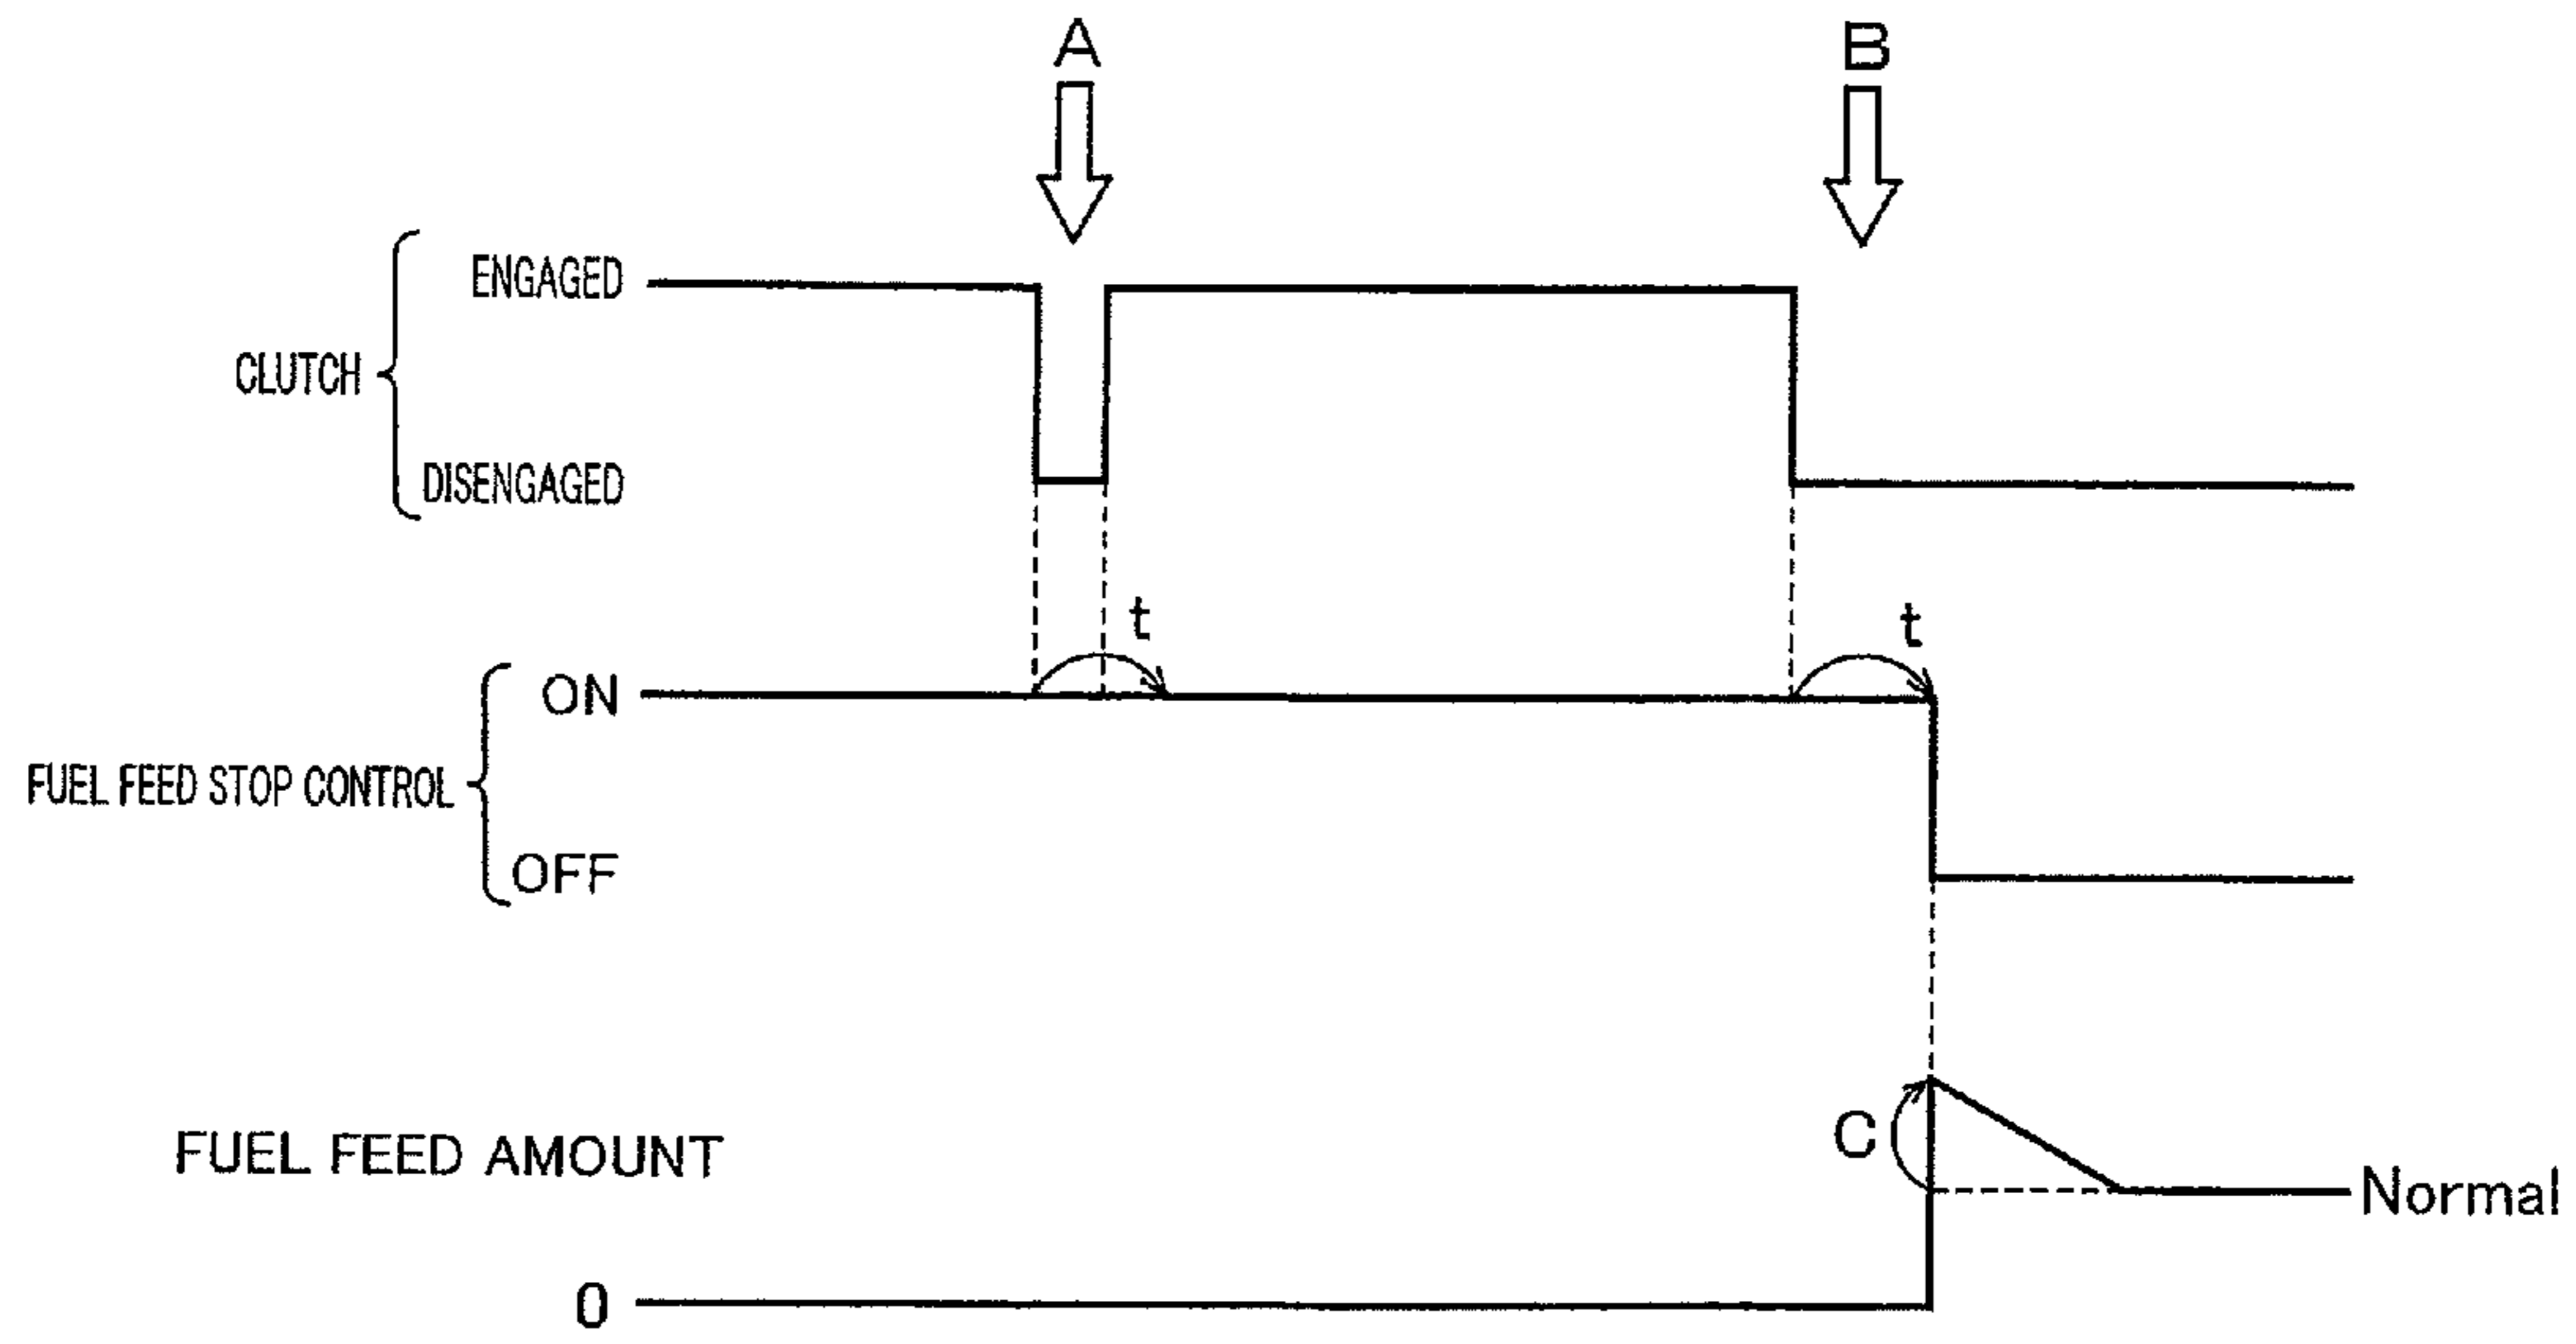 A
B
ENGAGED
CLUTCH
DISENGAGED
t
t
ON
FUEL FEED STOP CONTROL
OFF
C
FUEL FEED AMOUNT
Normal
0